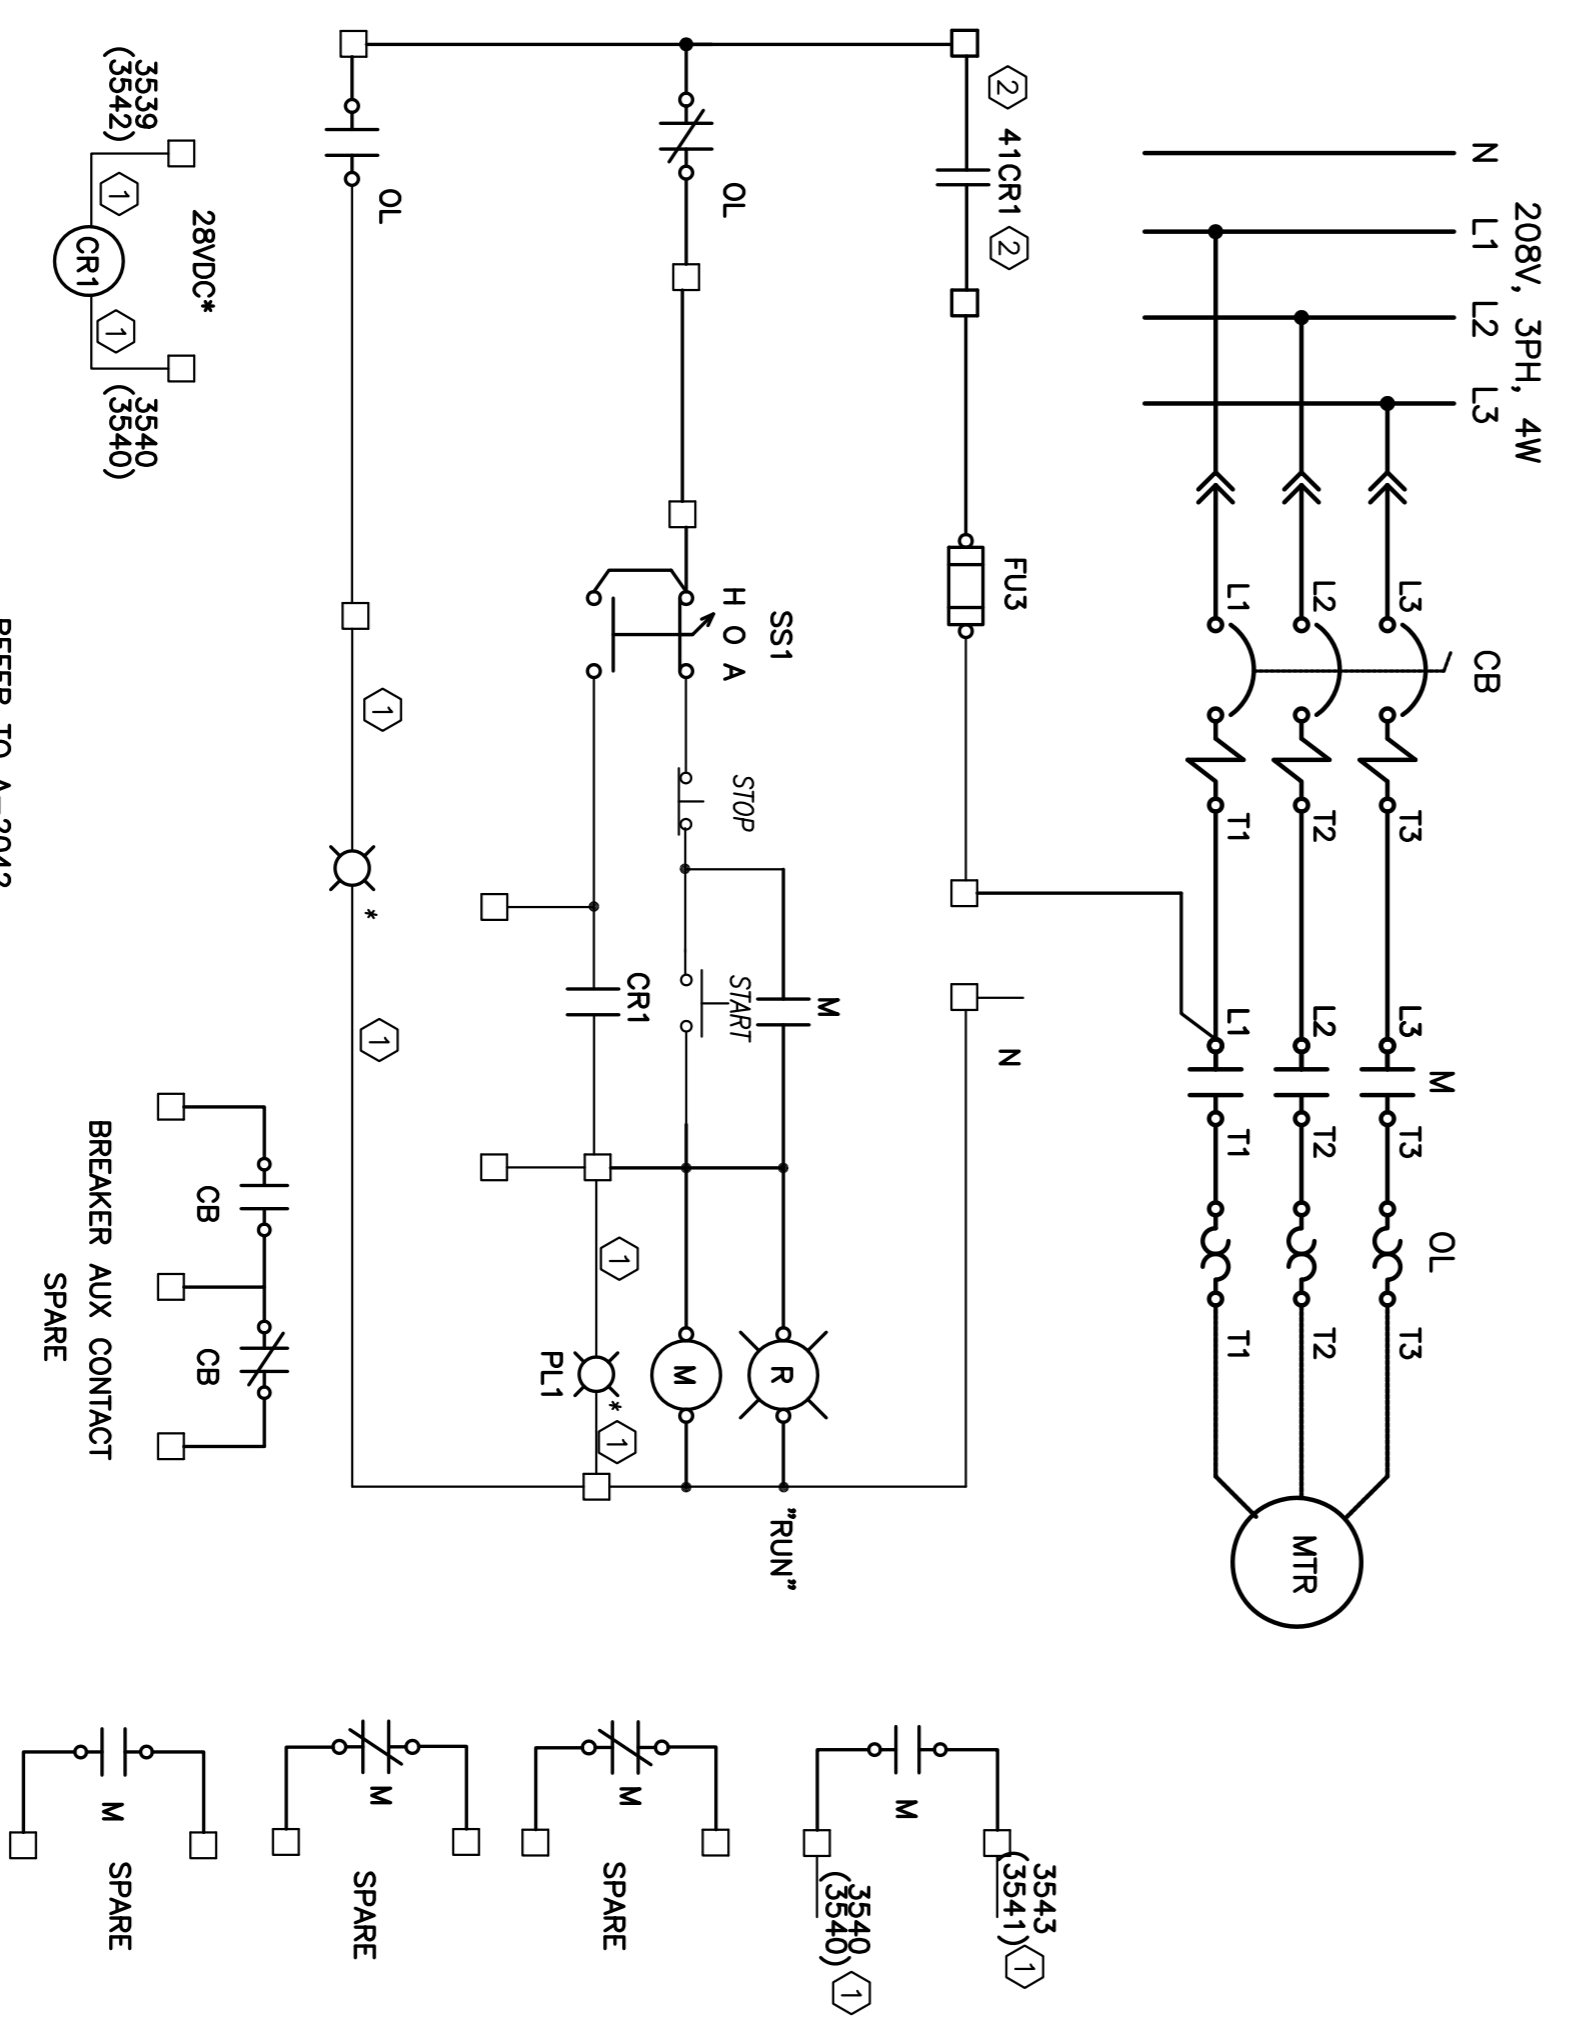 208V, 3PH, 4W
N
L1
L2
L3
CB
L3
L2
L1
T3
T2
T1
L3
L2
L1
M
T3
T2
T1
OL
T3
T2
T1
MTR
2
41CR1
2
FU3
N
OL
SS1
H O A
STOP
START
M
R
"RUN"
M
CR1
1
PL1
*
1
OL
1
*
1
28VDC*
3539
(3542)
1
CR1
1
3540
(3540)
CB
CB
BREAKER AUX CONTACT
SPARE
M
3543
(3541)
1
3540
(3540)
1
M
SPARE
M
SPARE
M
SPARE
REFER TO A-2042